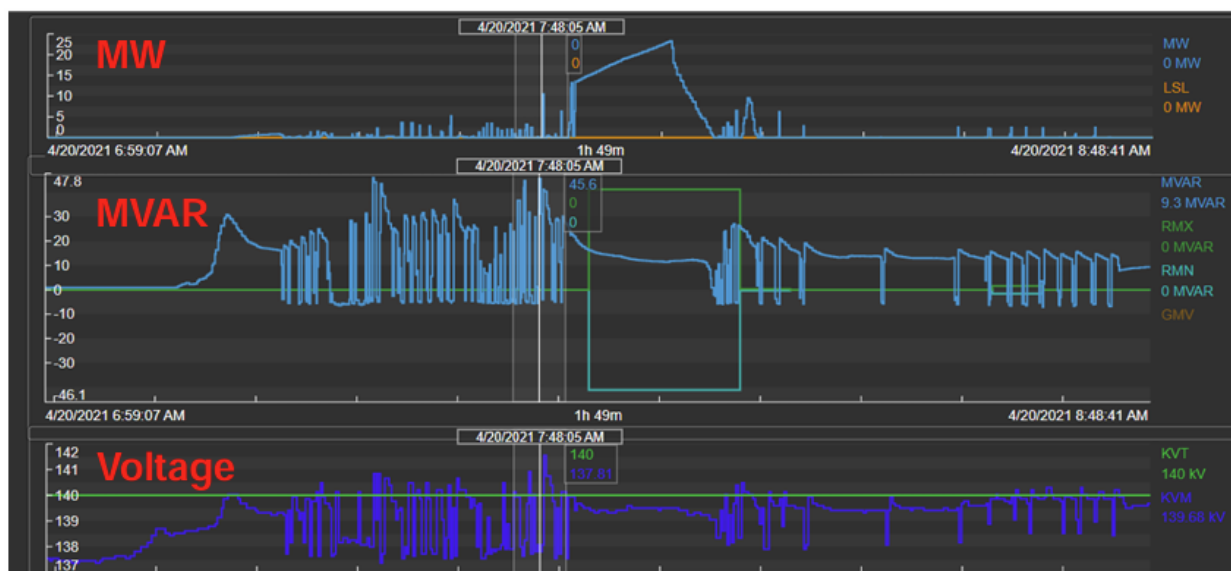 4/20/2021 7:48:05 AM
MW
25
20
15
10
5
0
0
0
MW
0 MW
LSL
0 MW
4/20/2021 6:59:07 AM
1h 49m
4/20/2021 8:48:41 AM
4/20/2021 7:48:05 AM
MVAR
47.8
30
20
10
0
-10
-20
-30
-46.1
45.6
0
0
MVAR
9.3 MVAR
RMX
0 MVAR
RMN
0 MVAR
GMV
4/20/2021 6:59:07 AM
1h 49m
4/20/2021 8:48:41 AM
4/20/2021 7:48:05 AM
Voltage
142
141
140
139
138
137
140
137.81
KVT
140 kV
KVM
139.68 kV